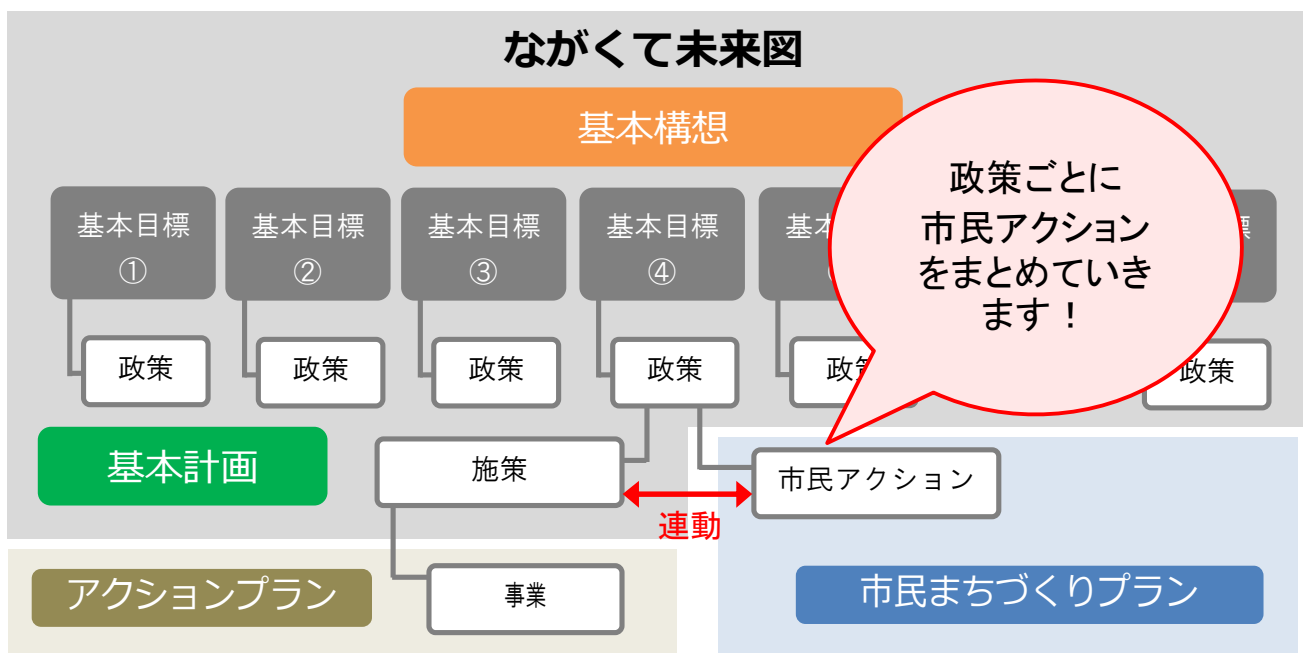 ながくて未来図
基本構想
政策ごとに
市民アクション
をまとめていき
ます！
基本目標
①
基本目標
②
基本目標
③
基本目標
④
基本
標
政策
政策
政策
政策
政策
政策
基本計画
施策
市民アクション
連動
アクションプラン
事業
市民まちづくりプラン